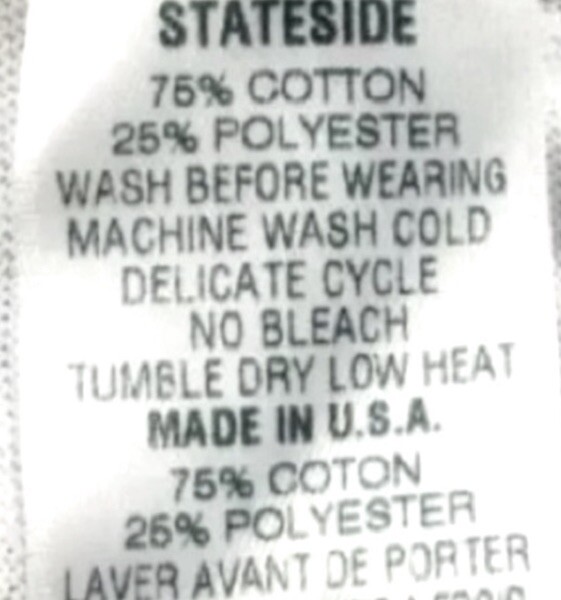 STATESIDE
75% COTTON
25% POLYESTER
WASH BEFORE WEARING
MACHINE WASH COLD
DELICATE CYCLE
NO BLEACH
TUMBLE DRY LOW HEAT
MADE IN U.S.A.
75% COTON
25% POLYESTER
LAVER AVANT DE PORTER